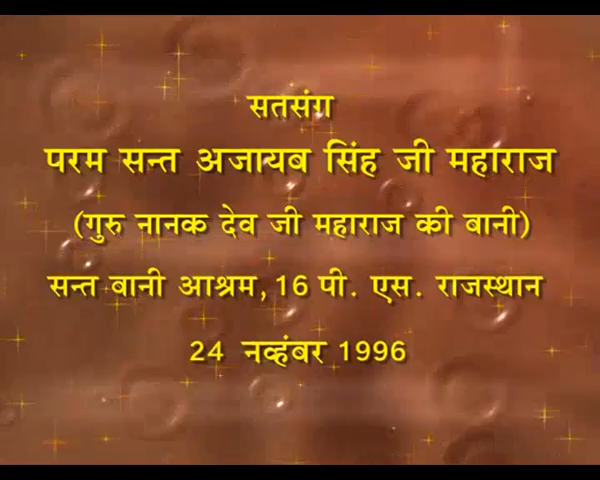 सतसंग
परम सन्त अजायब सिंह जी महाराज
(गुरु नानक देव जी महाराज की बानी)
सन्त बानी आश्रम, 16 पी. एस. राजस्थान
24 नव्हंबर 1996